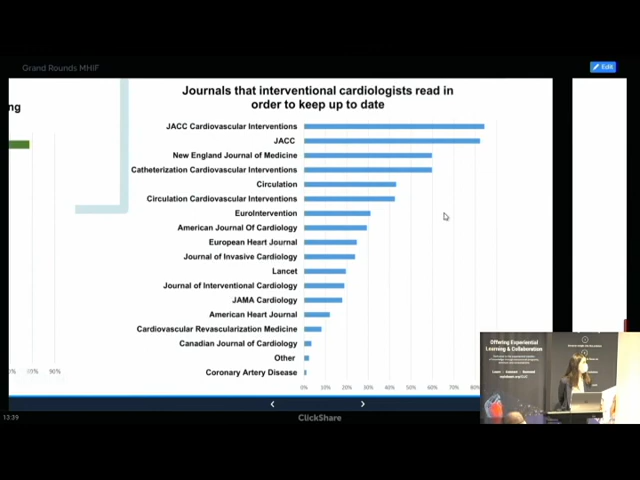 Grand Rounds MHIF
Edit
ng
Journals that interventional cardiologists read in
order to keep up to date
JACC Cardiovascular Interventions
JACC
New England Journal of Medicine
Catheterization Cardiovascular Interventions
Circulation
Circulation Cardiovascular Interventions
EuroIntervention
American Journal Of Cardiology
European Heart Journal
Journal of Invasive Cardiology
Lancet
Journal of Interventional Cardiology
JAMA Cardiology
American Heart Journal
Cardiovascular Revascularization Medicine
Canadian Journal of Cardiology
Other
Coronary Artery Disease
0% 10% 20% 30% 40% 50% 60% 70% 80%
90%
Offering Experiential
Learning & Collaboration
13:39
ClickShare